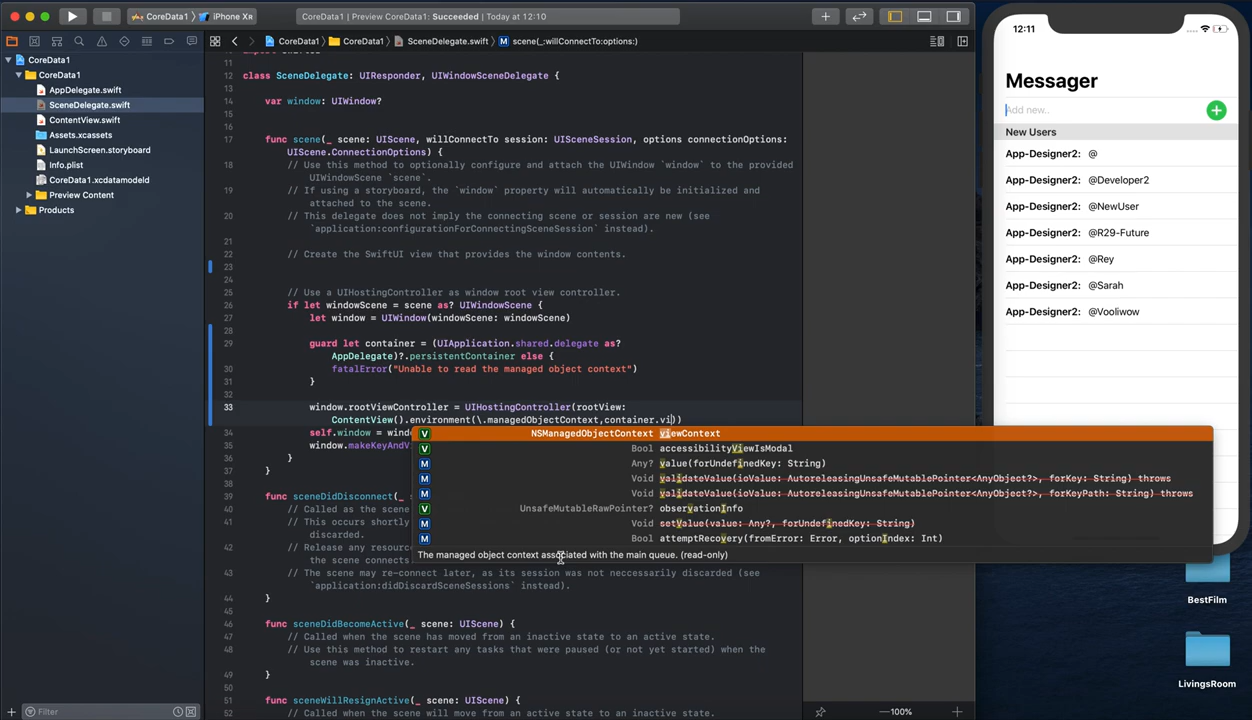 CoreData1
iPhone XR
CoreData1 | Preview CoreData1: Succeeded | Today at 12:10
CoreData1
CoreData1
SceneDelegate.swift
scene(_:willConnectTo:options:)
CoreData1
CoreData1
AppDelegate.swift
SceneDelegate.swift
ContentView.swift
Assets.xcassets
LaunchScreen.storyboard
Info.plist
CoreData1.xcdatamodeld
Preview Content
Products
11
12 class SceneDelegate: UIResponder, UIWindowSceneDelegate {
13
14 var window: UIWindow?
15
16
17 func scene(_ scene: UIScene, willConnectTo session: UISceneSession, options connectionOptions:
UIScene.ConnectionOptions) {
18 // Use this method to optionally configure and attach the UIWindow `window` to the provided
UIWindowScene `scene`.
19 // If using a storyboard, the `window` property will automatically be initialized and
attached to the scene.
20 // This delegate does not imply the connecting scene or session are new (see
`application:configurationForConnectingSceneSession` instead).
21
22 // Create the SwiftUI view that provides the window contents.
23
24
25 // Use a UIHostingController as window root view controller.
26 if let windowScene = scene as? UIWindowScene {
27 let window = UIWindow(windowScene: windowScene)
28
29 guard let container = (UIApplication.shared.delegate as?
AppDelegate)?.persistentContainer else {
30 fatalError("Unable to read the managed object context")
31 }
32
33 window.rootViewController = UIHostingController(rootView:
ContentView().environment(\.managedObjectContext,container.vi))
34 self.window = wind
35 window.makeKeyAndV
36 }
37 }
38
39 func sceneDidDisconnect(_
40 // Called as the scene
41 // This occurs shortly
discarded.
42 // Release any resourc
the scene connects
43 // The scene may re-connect later, as its session was not neccessarily discarded (see
`application:didDiscardSceneSessions` instead).
44 }
45
46 func sceneDidBecomeActive(_ scene: UIScene) {
47 // Called when the scene has moved from an inactive state to an active state.
48 // Use this method to restart any tasks that were paused (or not yet started) when the
scene was inactive.
49 }
50
51 func sceneWillResignActive(_ scene: UIScene) {
52 // Called when the scene will move from an active state to an inactive state.
V NSManagedObjectContext viewContext
V Bool accessibilityViewIsModal
M Any? value(forUndefinedKey: String)
M Void validateValue(ioValue: AutoreleasingUnsafeMutablePointer<AnyObject?>, forKey: String) throws
M Void validateValue(ioValue: AutoreleasingUnsafeMutablePointer<AnyObject?>, forKeyPath: String) throws
V UnsafeMutableRawPointer? observationInfo
M Void setValue(value: Any?, forUndefinedKey: String)
M Bool attemptRecovery(fromError: Error, optionIndex: Int)
The managed object context associated with the main queue. (read-only)
12:11
Messager
Add new..
New Users
App-Designer2: @
App-Designer2: @Developer2
App-Designer2: @NewUser
App-Designer2: @R29-Future
App-Designer2: @Rey
App-Designer2: @Sarah
App-Designer2: @Vooliwow
BestFilm
LivingsRoom
Filter
100%